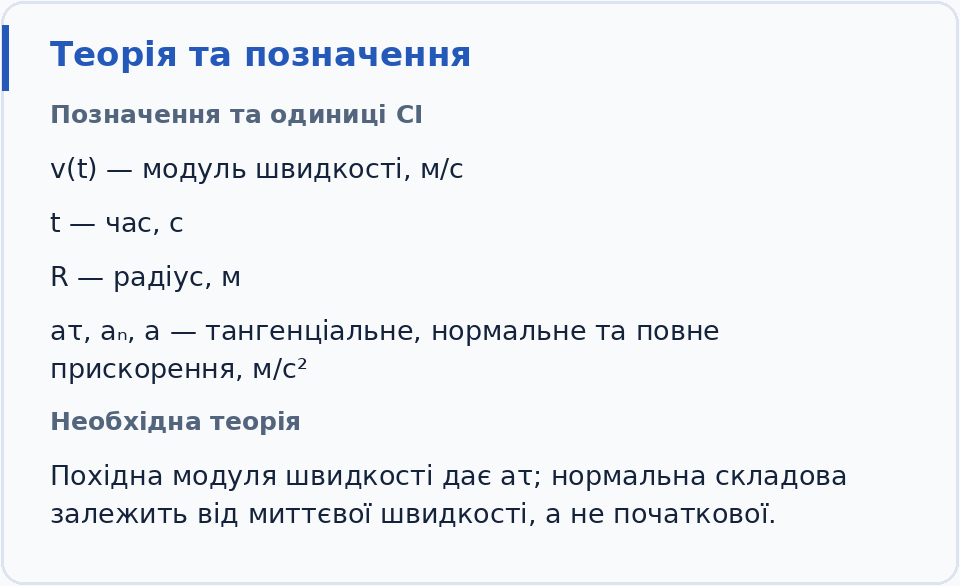 Теорія та позначення
Позначення та одиниці СІ
v(t) — модуль швидкості, м/с
t — час, с
R — радіус, м
aτ, aₙ, a — тангенціальне, нормальне та повне
прискорення, м/с²
Необхідна теорія
Похідна модуля швидкості дає aτ; нормальна складова
залежить від миттєвої швидкості, а не початкової.